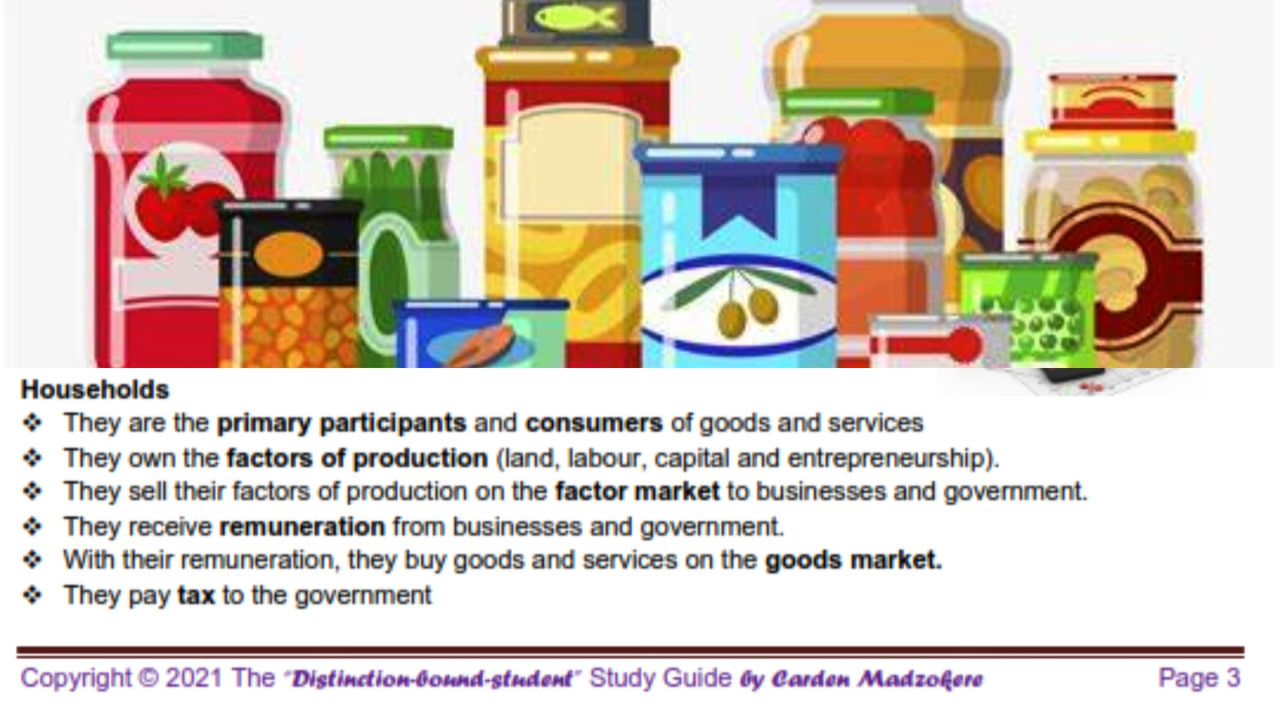 Households
❖ They are the primary participants and consumers of goods and services
❖ They own the factors of production (land, labour, capital and entrepreneurship).
❖ They sell their factors of production on the factor market to businesses and government.
❖ They receive remuneration from businesses and government.
❖ With their remuneration, they buy goods and services on the goods market.
❖ They pay tax to the government
Copyright © 2021 The “Distinction-bound-student” Study Guide by Carden Madzokere Page 3